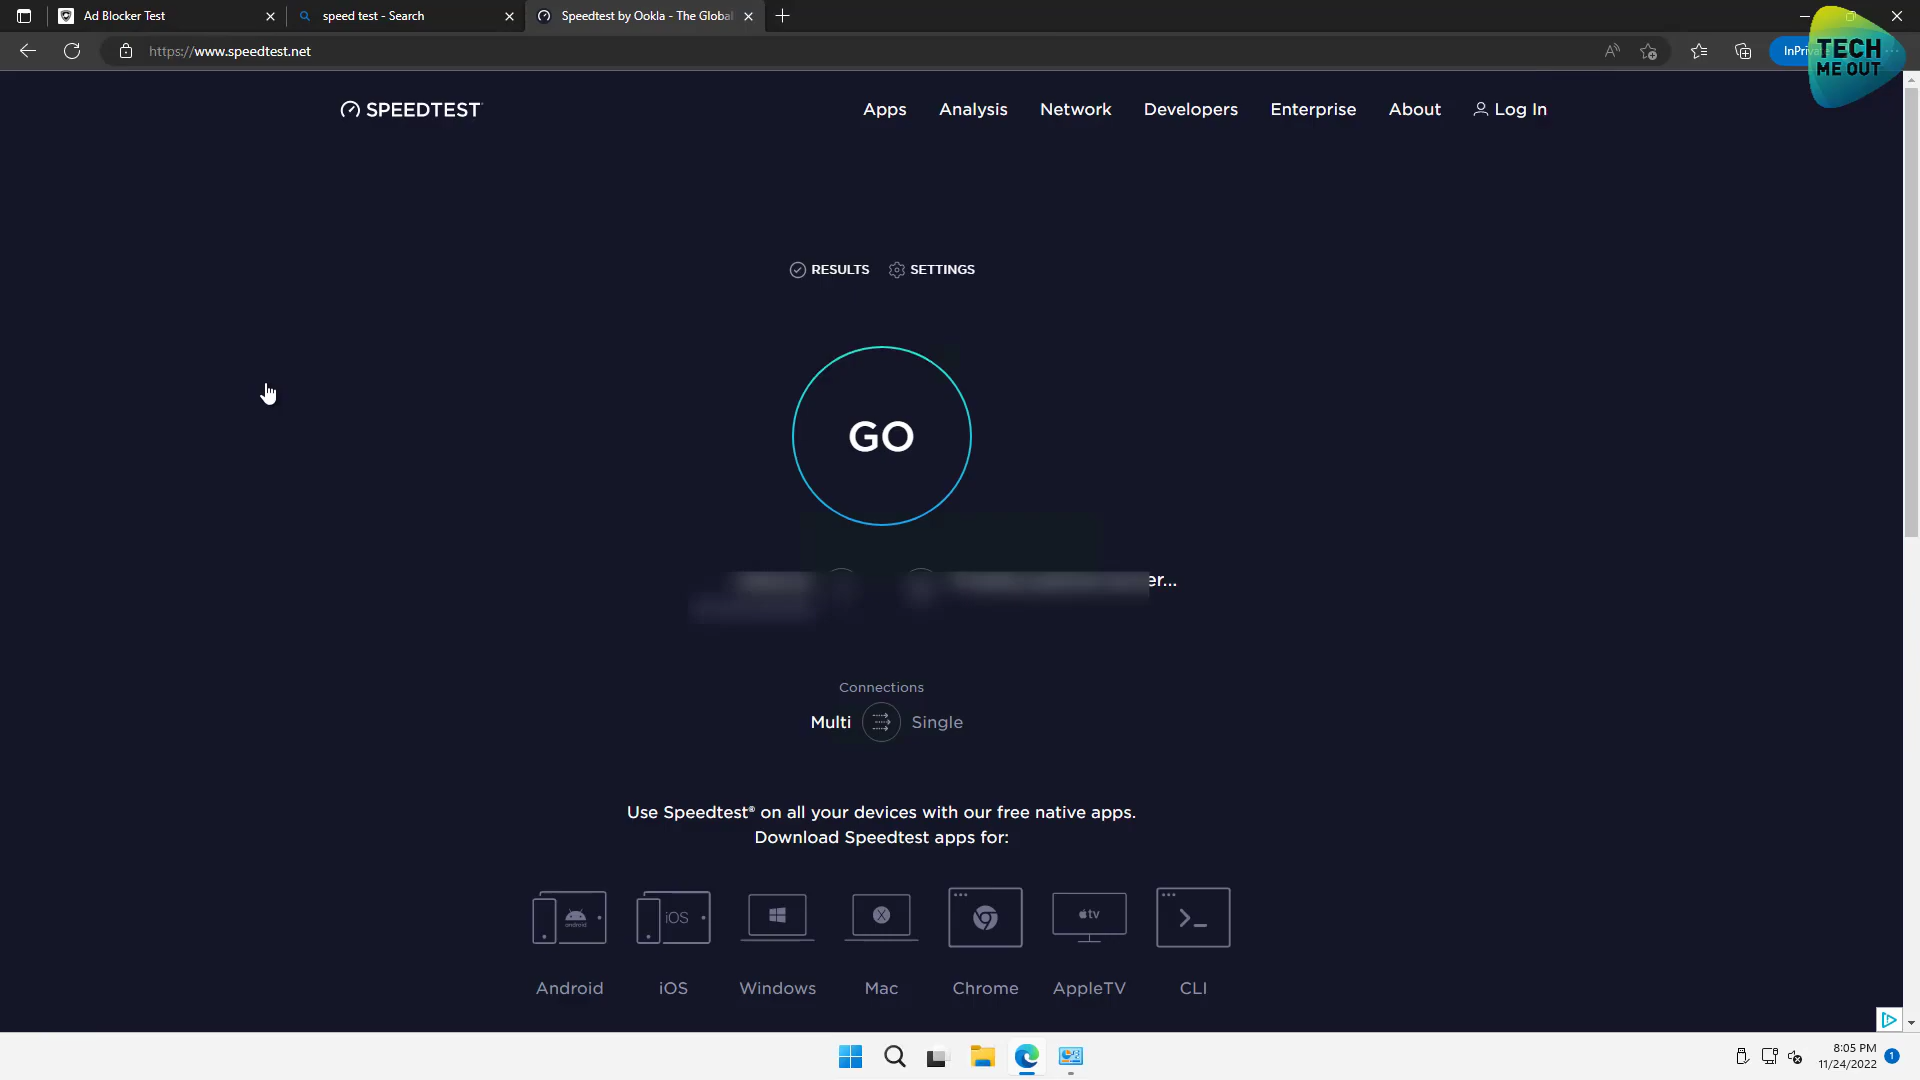 Ad Blocker Test
speed test - Search
Speedtest by Ookla - The Global
https://www.speedtest.net
TECH
ME OUT
SPEEDTEST
Apps
Analysis
Network
Developers
Enterprise
About
Log In
RESULTS
SETTINGS
GO
er...
Connections
Multi
Single
Use Speedtest® on all your devices with our free native apps.
Download Speedtest apps for:
android
iOS
X
tv
Android
iOS
Windows
Mac
Chrome
AppleTV
CLI
8:05 PM
11/24/2022
1